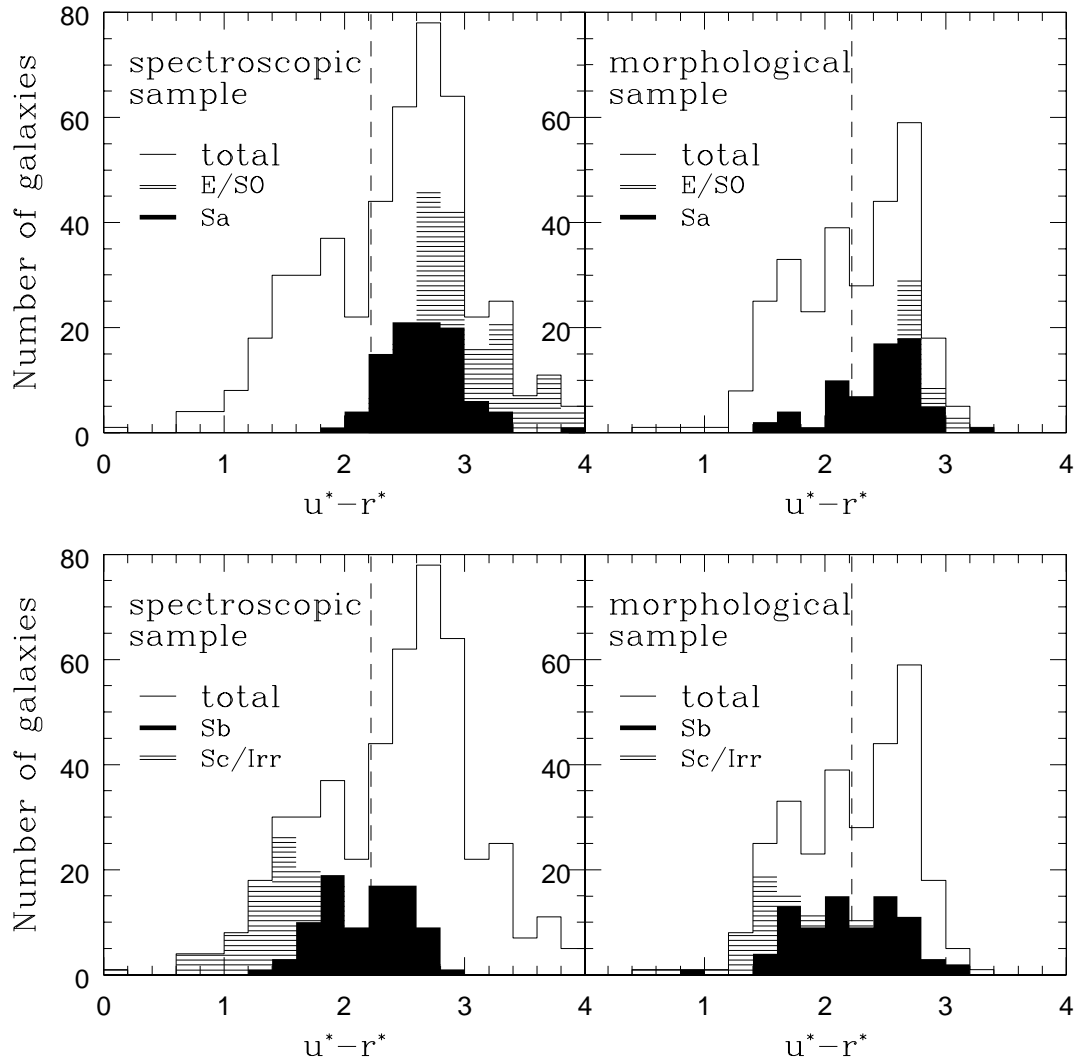 80
60
40
20
0
Number of galaxies
spectroscopic
sample
total
E/SO
Sa
0 1 2 3 4
u*−r*
60
40
20
0
morphological
sample
total
E/SO
Sa
1 2 3 4
u*−r*
80
60
40
20
0
Number of galaxies
spectroscopic
sample
total
Sb
Sc/Irr
0 1 2 3 4
u*−r*
60
40
20
0
morphological
sample
total
Sb
Sc/Irr
1 2 3 4
u*−r*